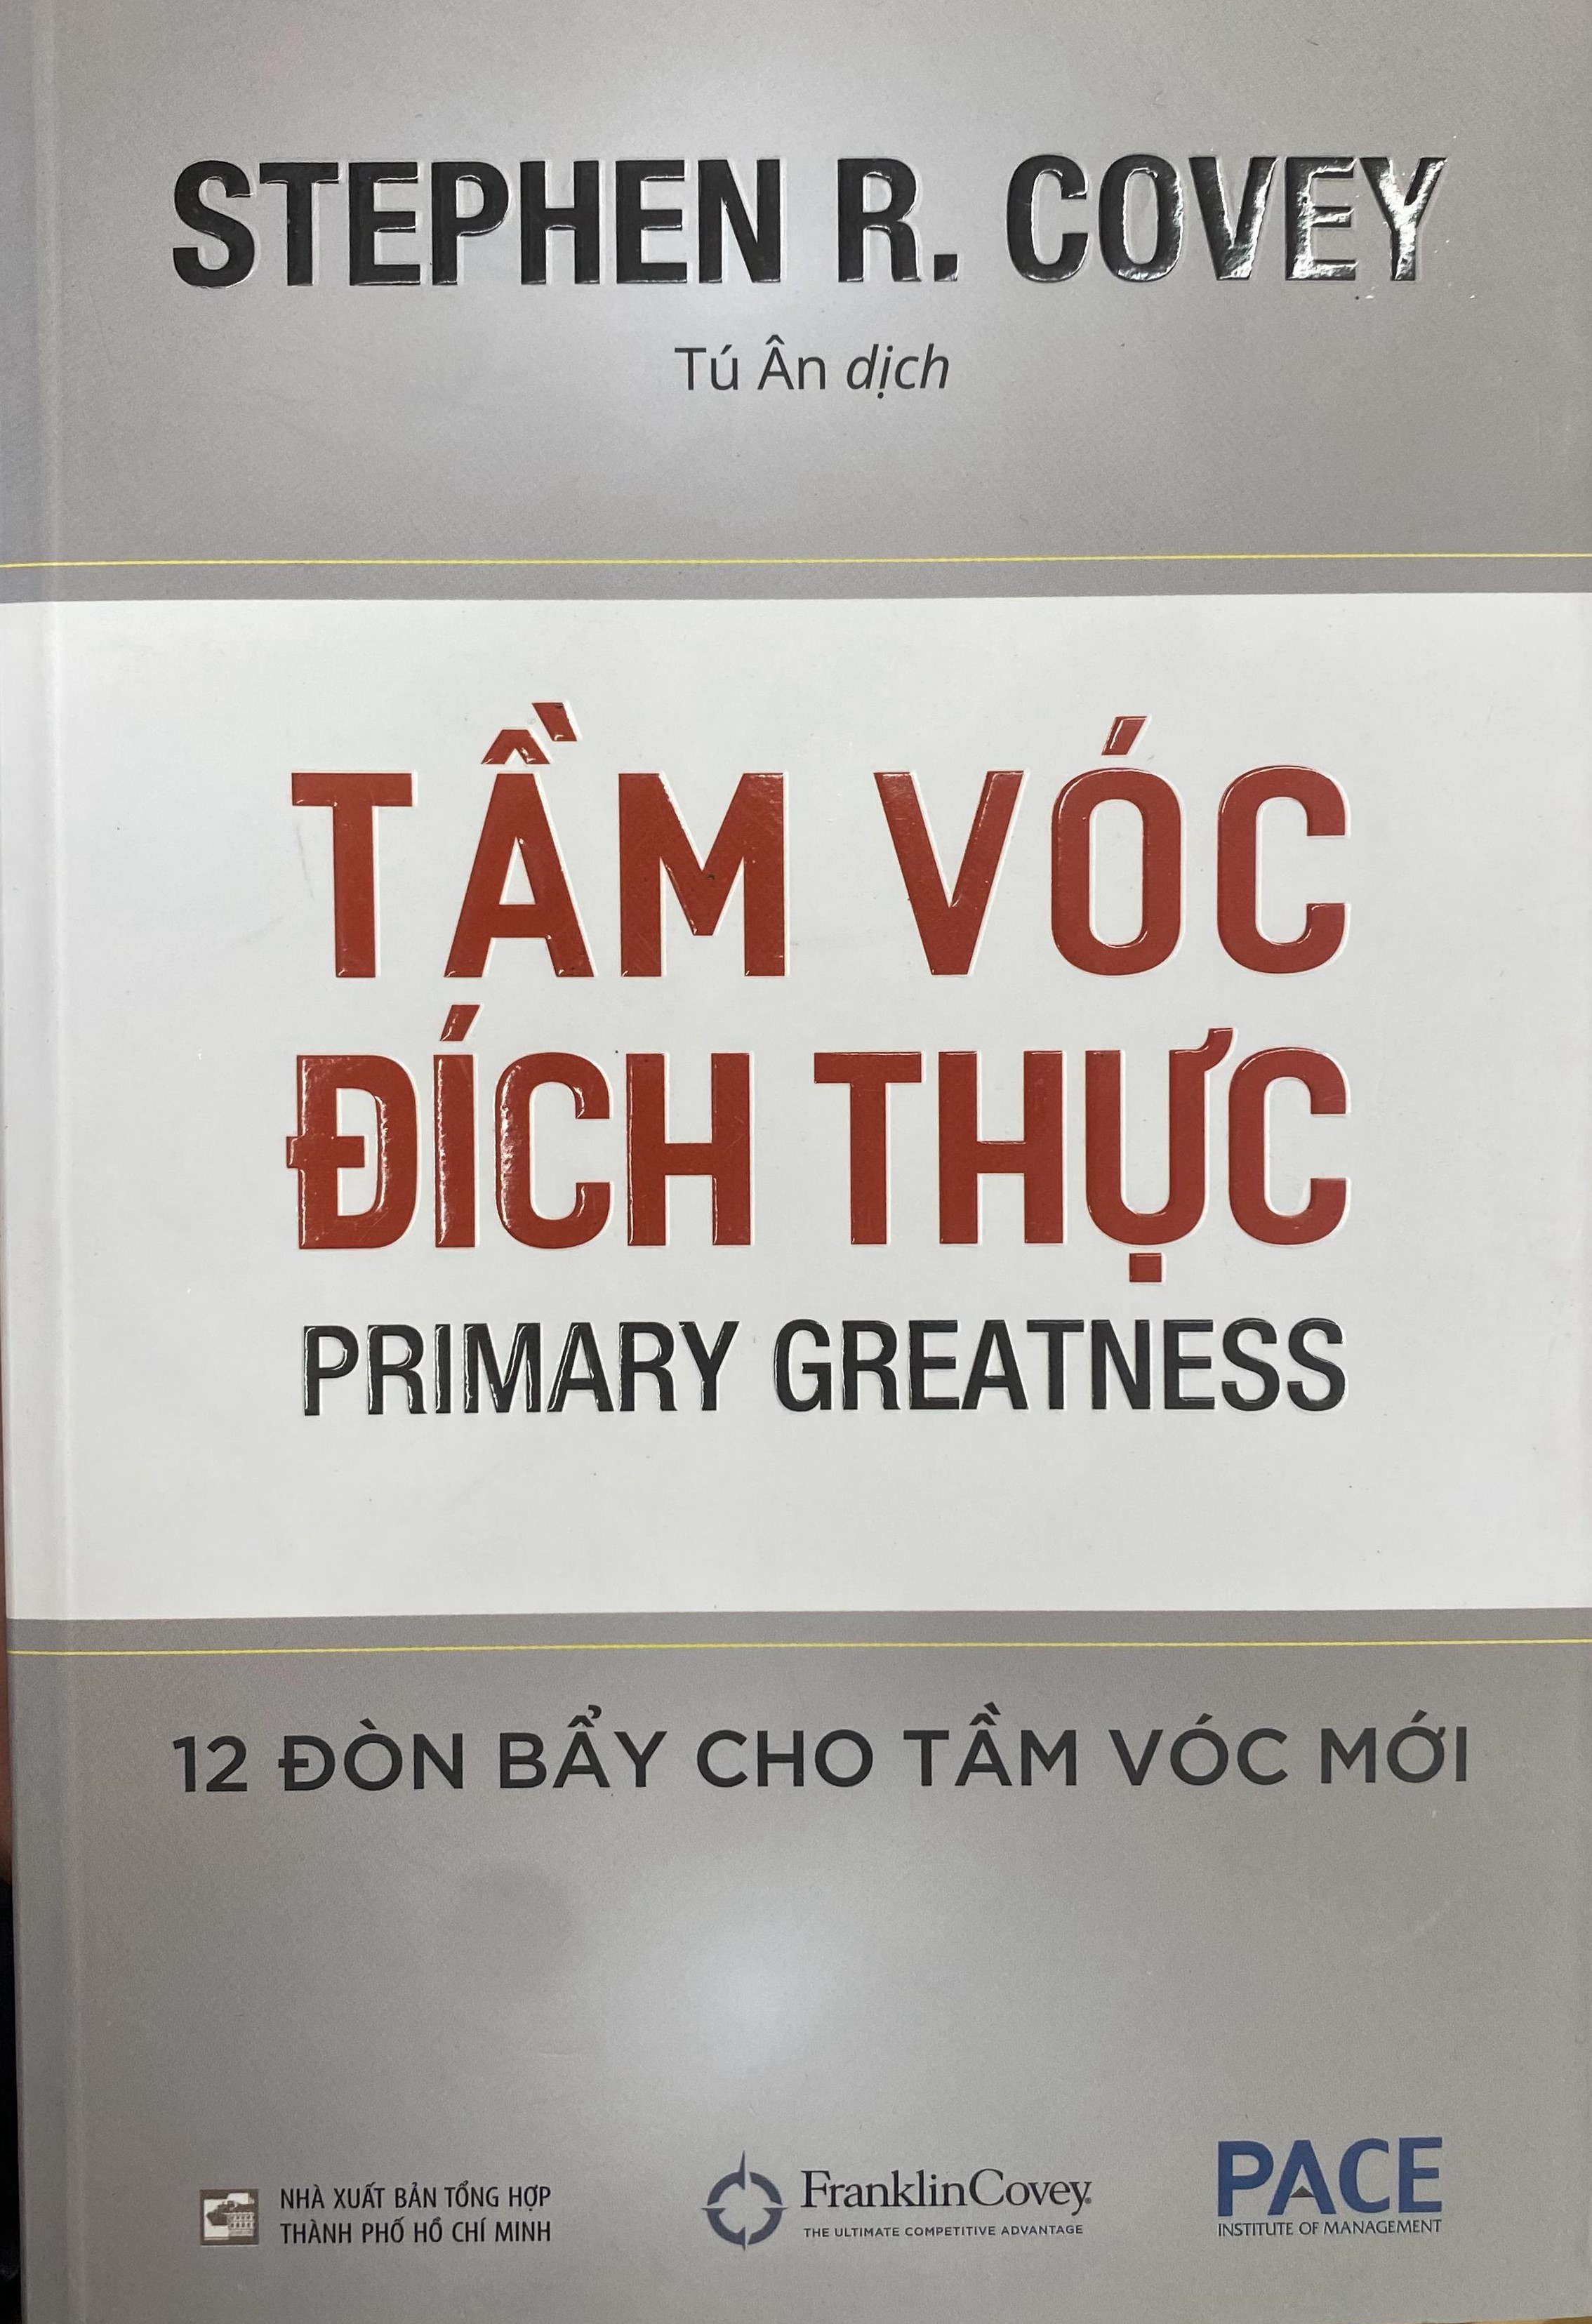 STEPHEN R. COVEY
Tú Ân dịch
TẦM VÓC
ĐÍCH THỰC
PRIMARY GREATNESS
12 ĐÒN BẨY CHO TẦM VÓC MỚI
NHÀ XUẤT BẢN TỔNG HỢP
THÀNH PHỐ HỒ CHÍ MINH
FranklinCovey®
THE ULTIMATE COMPETITIVE ADVANTAGE
PACE
INSTITUTE OF MANAGEMENT